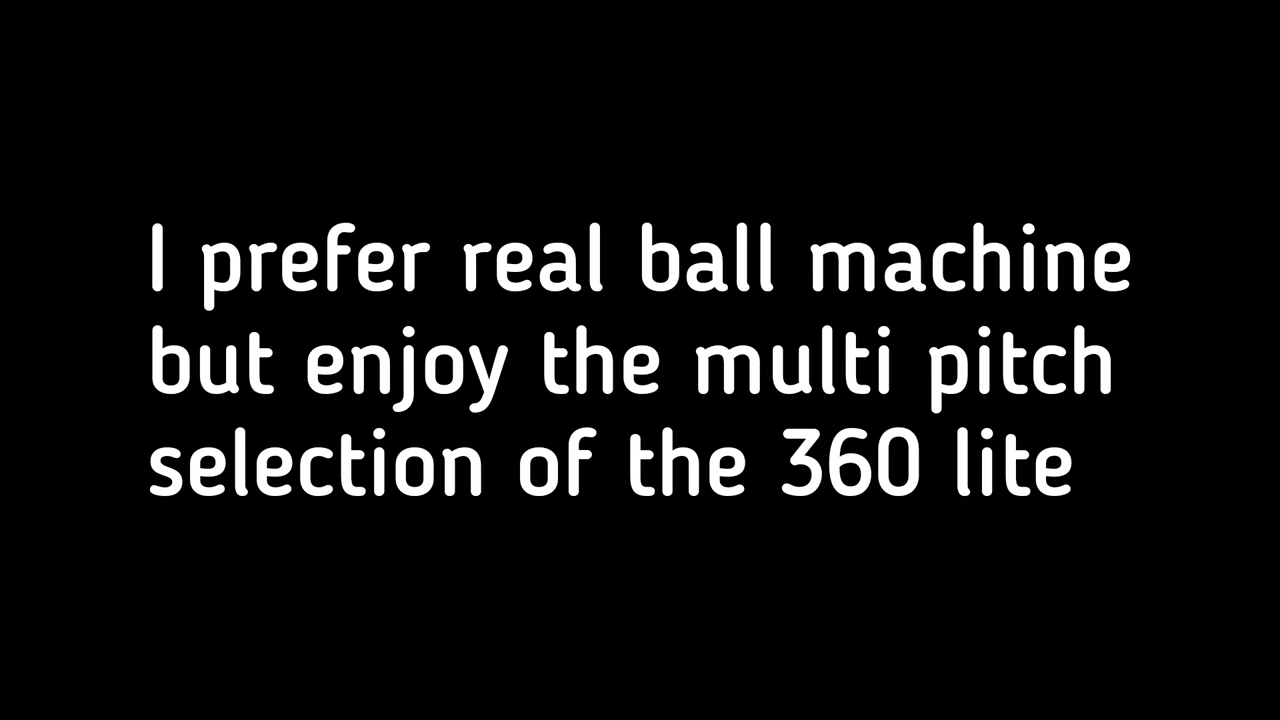 I prefer real ball machine
but enjoy the multi pitch
selection of the 360 lite